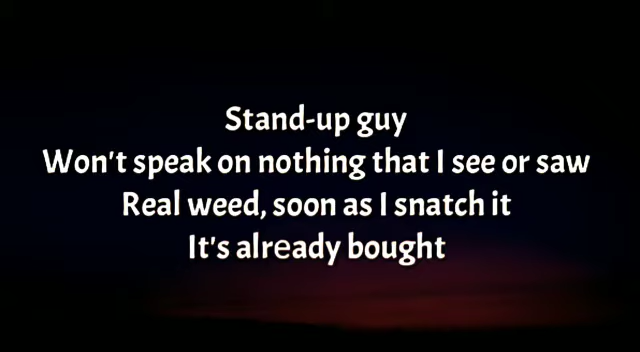 Stand-up guy
Won't speak on nothing that I see or saw
Real weed, soon as I snatch it
It's already bought